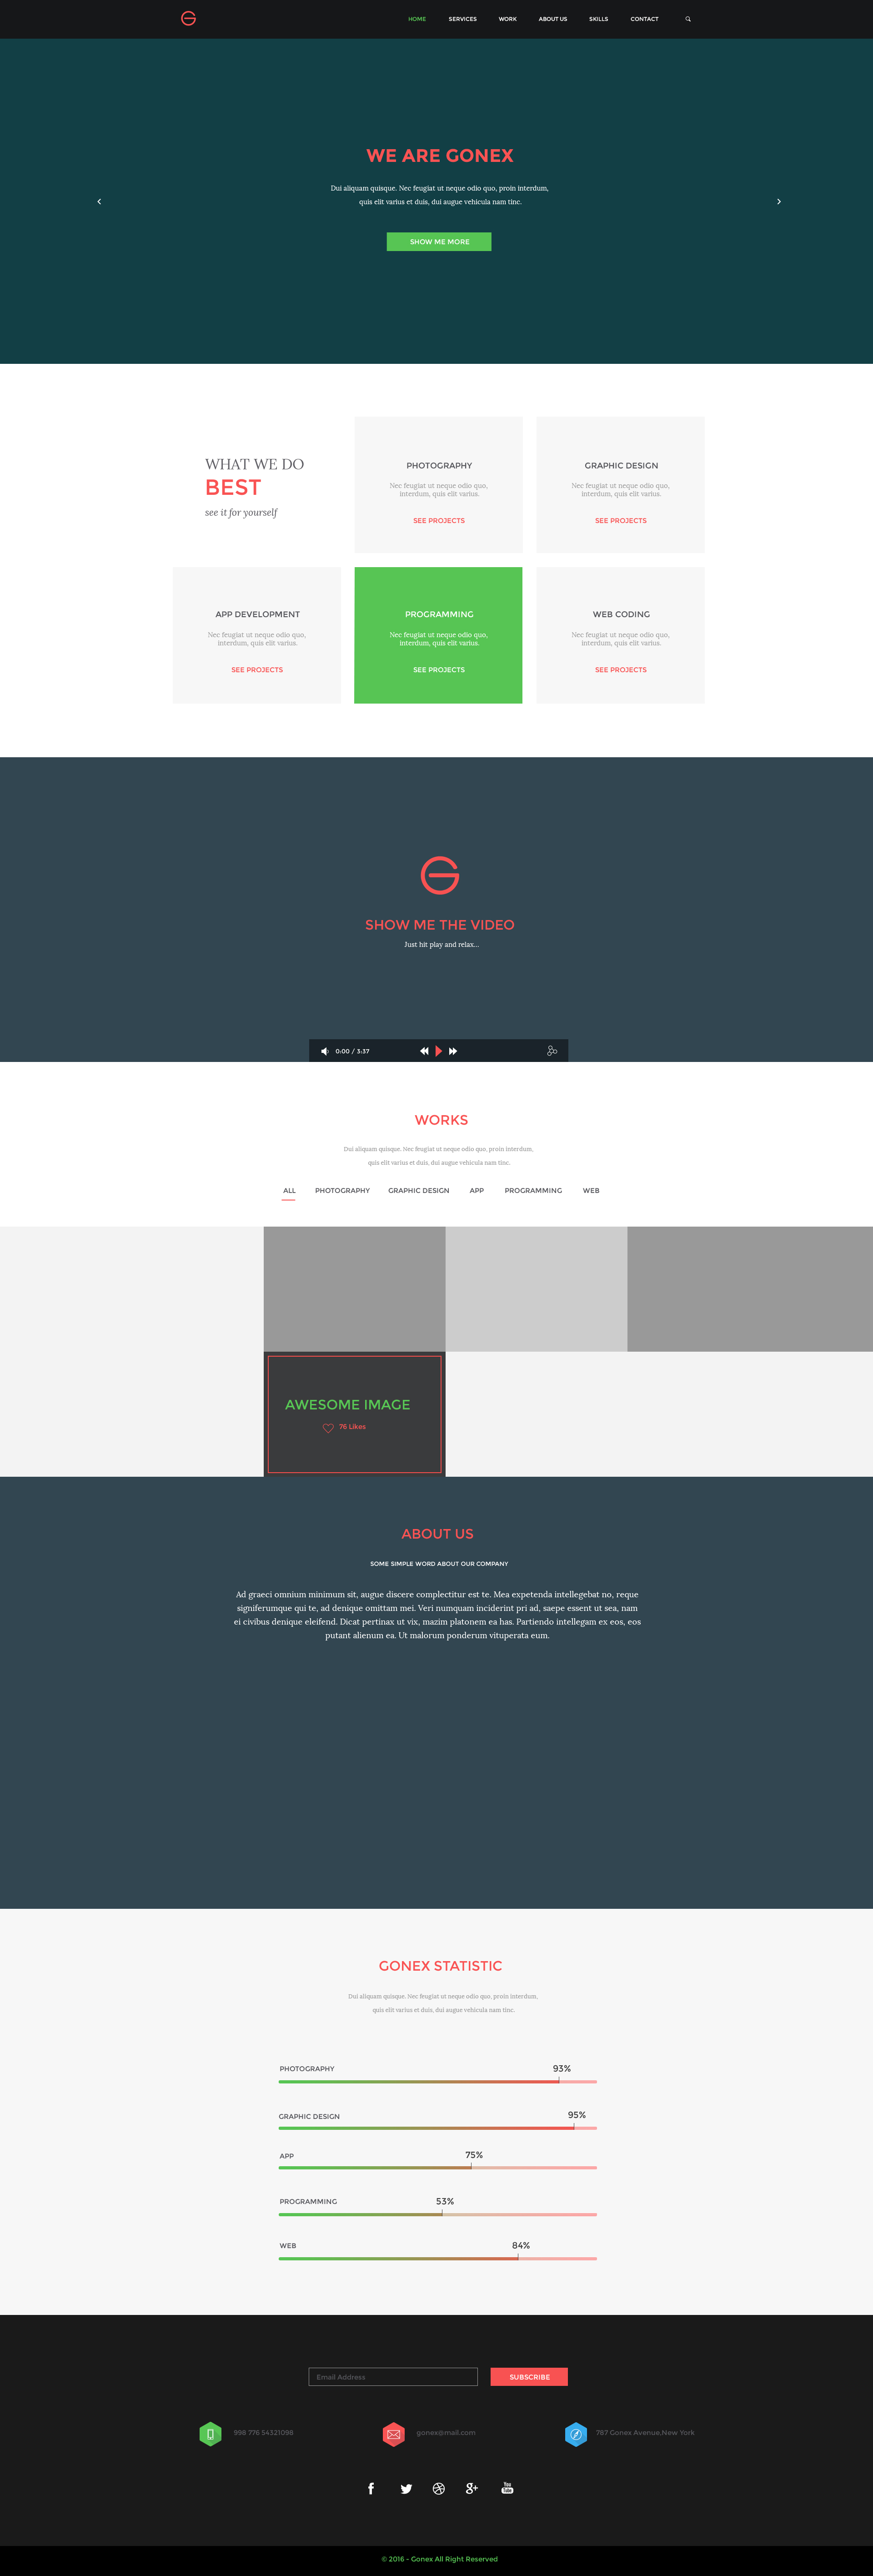 HOME SERVICES WORK ABOUT US SKILLS CONTACT
WE ARE GONEX
Dui aliquam quisque. Nec feugiat ut neque odio quo, proin interdum,
quis elit varius et duis, dui augue vehicula nam tinc.
SHOW ME MORE
WHAT WE DO
BEST
see it for yourself
PHOTOGRAPHY
Nec feugiat ut neque odio quo,
interdum, quis elit varius.
SEE PROJECTS
GRAPHIC DESIGN
Nec feugiat ut neque odio quo,
interdum, quis elit varius.
SEE PROJECTS
APP DEVELOPMENT
Nec feugiat ut neque odio quo,
interdum, quis elit varius.
SEE PROJECTS
PROGRAMMING
Nec feugiat ut neque odio quo,
interdum, quis elit varius.
SEE PROJECTS
WEB CODING
Nec feugiat ut neque odio quo,
interdum, quis elit varius.
SEE PROJECTS
SHOW ME THE VIDEO
Just hit play and relax...
0:00 / 3:37
WORKS
Dui aliquam quisque. Nec feugiat ut neque odio quo, proin interdum,
quis elit varius et duis, dui augue vehicula nam tinc.
ALL PHOTOGRAPHY GRAPHIC DESIGN APP PROGRAMMING WEB
AWESOME IMAGE
76 Likes
ABOUT US
SOME SIMPLE WORD ABOUT OUR COMPANY
Ad graeci omnium minimum sit, augue discere complectitur est te. Mea expetenda intellegebat no, reque
signiferumque qui te, ad denique omittam mei. Veri numquam inciderint pri ad, saepe essent ut sea, nam
ei civibus denique eleifend. Dicat pertinax ut vix, mazim platonem ea has. Partiendo intellegam ex eos, eos
putant alienum ea. Ut malorum ponderum vituperata eum.
GONEX STATISTIC
Dui aliquam quisque. Nec feugiat ut neque odio quo, proin interdum,
quis elit varius et duis, dui augue vehicula nam tinc.
PHOTOGRAPHY 93%
GRAPHIC DESIGN 95%
APP 75%
PROGRAMMING 53%
WEB 84%
Email Address SUBSCRIBE
998 776 54321098 gonex@mail.com 787 Gonex Avenue,New York
You Tube
© 2016 - Gonex All Right Reserved